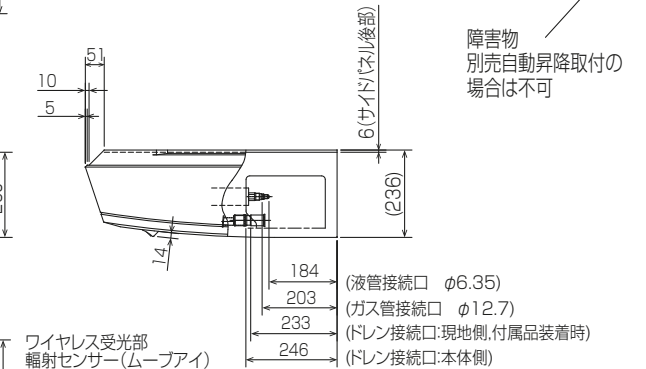 障害物
別売自動昇降取付の
場合は不可
51
10
5
6(サイドパネル後部)
(236)
14
184 (液管接続口 φ6.35)
203 (ガス管接続口 φ12.7)
233 (ドレン接続口:現地側,付属品装着時)
246 (ドレン接続口:本体側)
ワイヤレス受光部
輻射センサー(ムーブアイ)